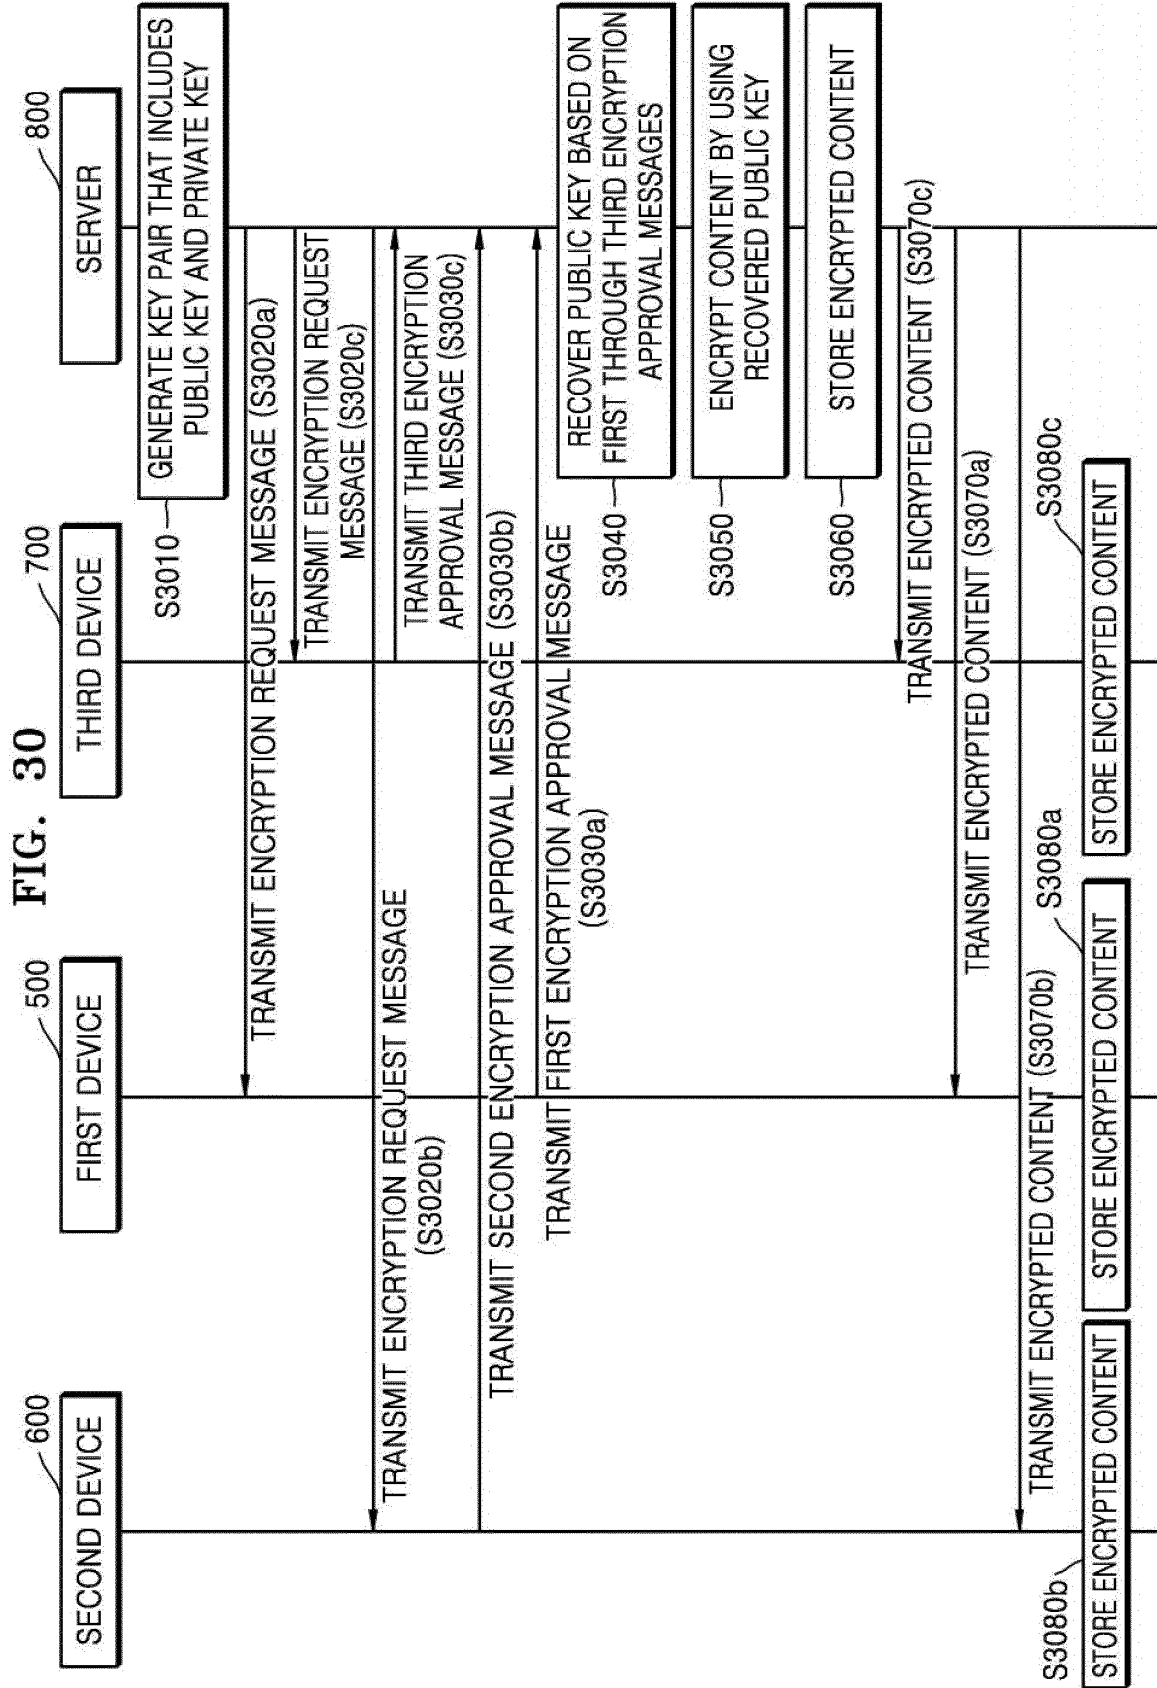 FIG. 30
600
SECOND DEVICE
500
FIRST DEVICE
700
THIRD DEVICE
800
SERVER
S3010
GENERATE KEY PAIR THAT INCLUDES
PUBLIC KEY AND PRIVATE KEY
TRANSMIT ENCRYPTION REQUEST MESSAGE (S3020a)
TRANSMIT ENCRYPTION REQUEST
MESSAGE (S3020c)
TRANSMIT ENCRYPTION REQUEST MESSAGE
(S3020b)
TRANSMIT THIRD ENCRYPTION
APPROVAL MESSAGE (S3030c)
TRANSMIT SECOND ENCRYPTION APPROVAL MESSAGE (S3030b)
TRANSMIT FIRST ENCRYPTION APPROVAL MESSAGE
(S3030a)
S3040
RECOVER PUBLIC KEY BASED ON
FIRST THROUGH THIRD ENCRYPTION
APPROVAL MESSAGES
S3050
ENCRYPT CONTENT BY USING
RECOVERED PUBLIC KEY
S3060
STORE ENCRYPTED CONTENT
TRANSMIT ENCRYPTED CONTENT (S3070c)
TRANSMIT ENCRYPTED CONTENT (S3070a)
TRANSMIT ENCRYPTED CONTENT (S3070b)
S3080b
STORE ENCRYPTED CONTENT
S3080a
STORE ENCRYPTED CONTENT
S3080c
STORE ENCRYPTED CONTENT